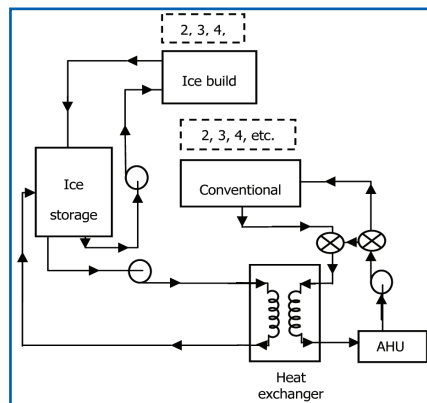 2, 3, 4,
Ice build
2, 3, 4, etc.
Ice
storage
Conventional
AHU
Heat
exchanger